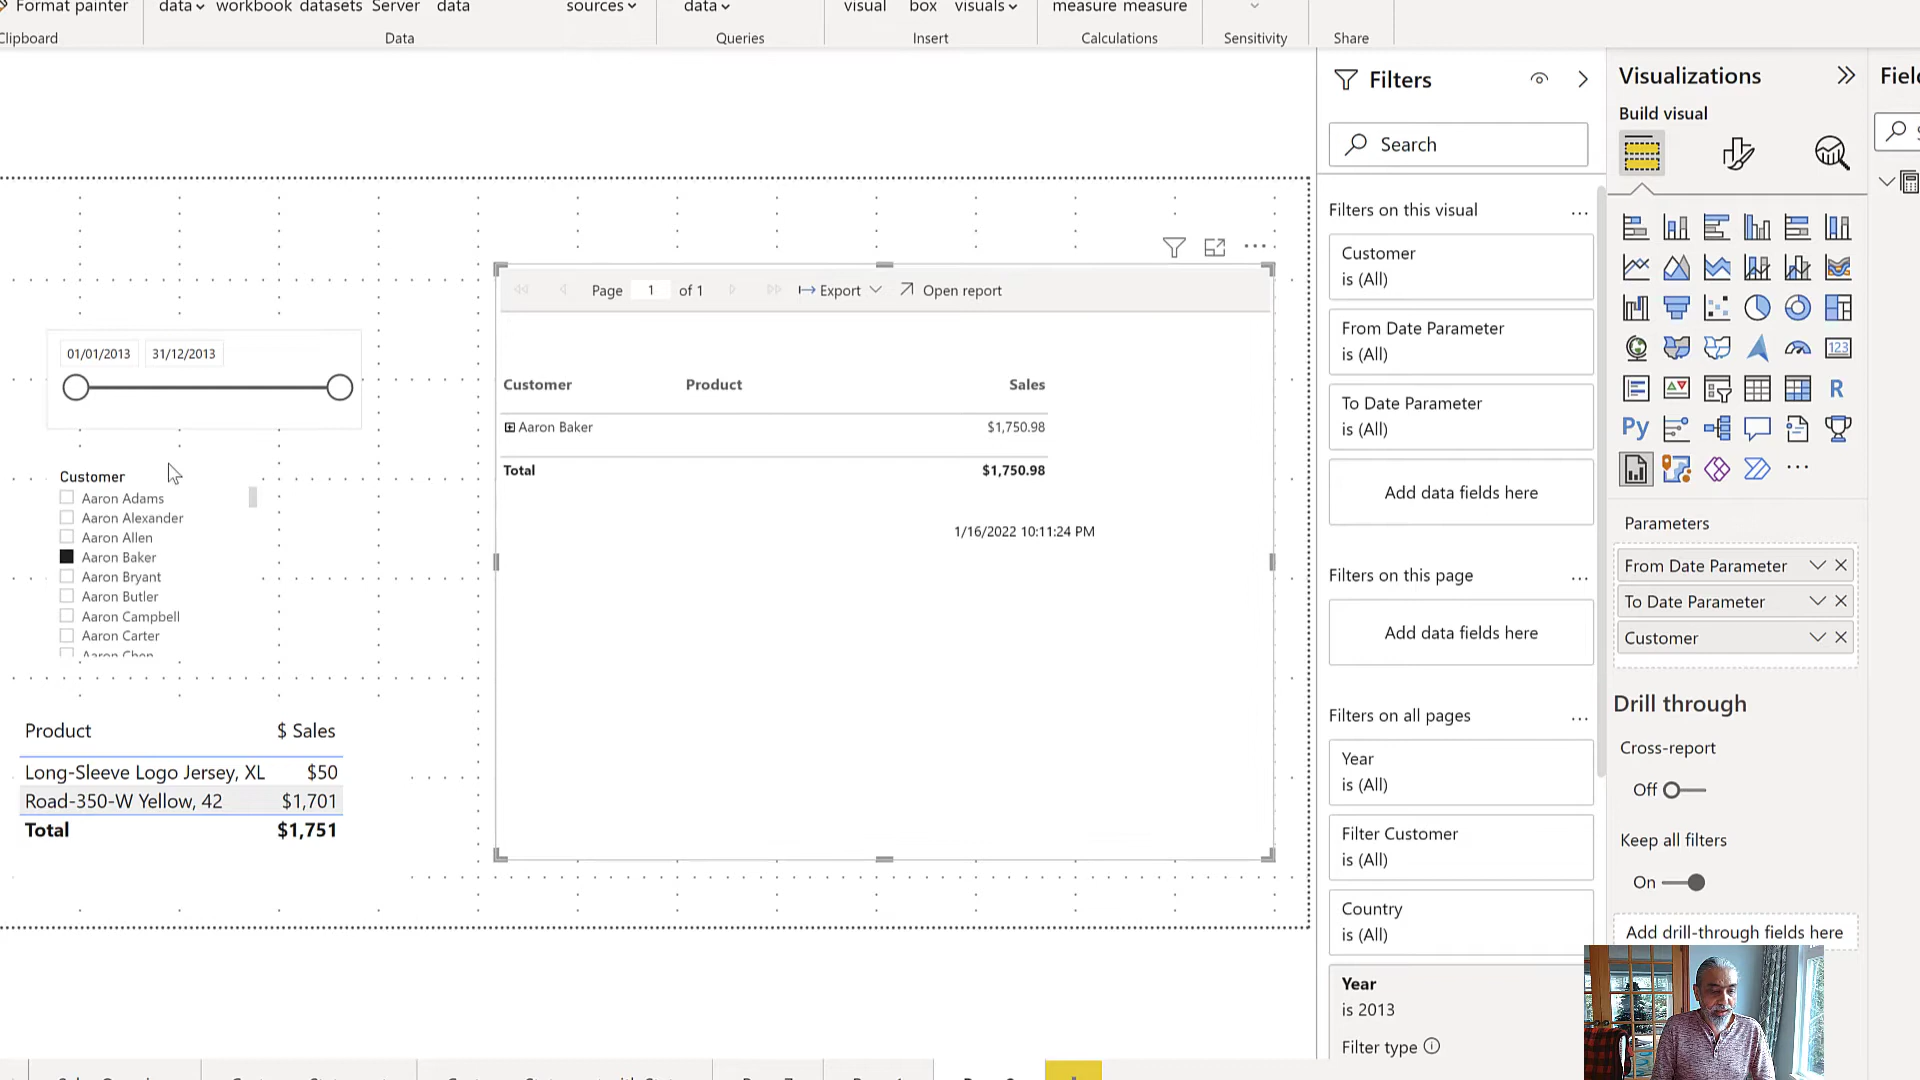 Format painter
data
workbook
datasets
Server
data
sources
data
visual
box
visuals
measure
measure
Clipboard
Data
Queries
Insert
Calculations
Sensitivity
Share
01/01/2013
31/12/2013
Customer
Aaron Adams
Aaron Alexander
Aaron Allen
Aaron Baker
Aaron Bryant
Aaron Butler
Aaron Campbell
Aaron Carter
Aaron Chen
Product $ Sales
Long-Sleeve Logo Jersey, XL $50
Road-350-W Yellow, 42 $1,701
Total $1,751
Page 1 of 1 Export Open report
Customer Product Sales
Aaron Baker $1,750.98
Total $1,750.98
1/16/2022 10:11:24 PM
Filters
Search
Filters on this visual ...
Customer
is (All)
From Date Parameter
is (All)
To Date Parameter
is (All)
Add data fields here
Filters on this page ...
Add data fields here
Filters on all pages ...
Year
is (All)
Filter Customer
is (All)
Country
is (All)
Year
is 2013
Filter type
Visualizations
Build visual
123
R
Py
...
Parameters
From Date Parameter
To Date Parameter
Customer
Drill through
Cross-report
Off
Keep all filters
On
Add drill-through fields here